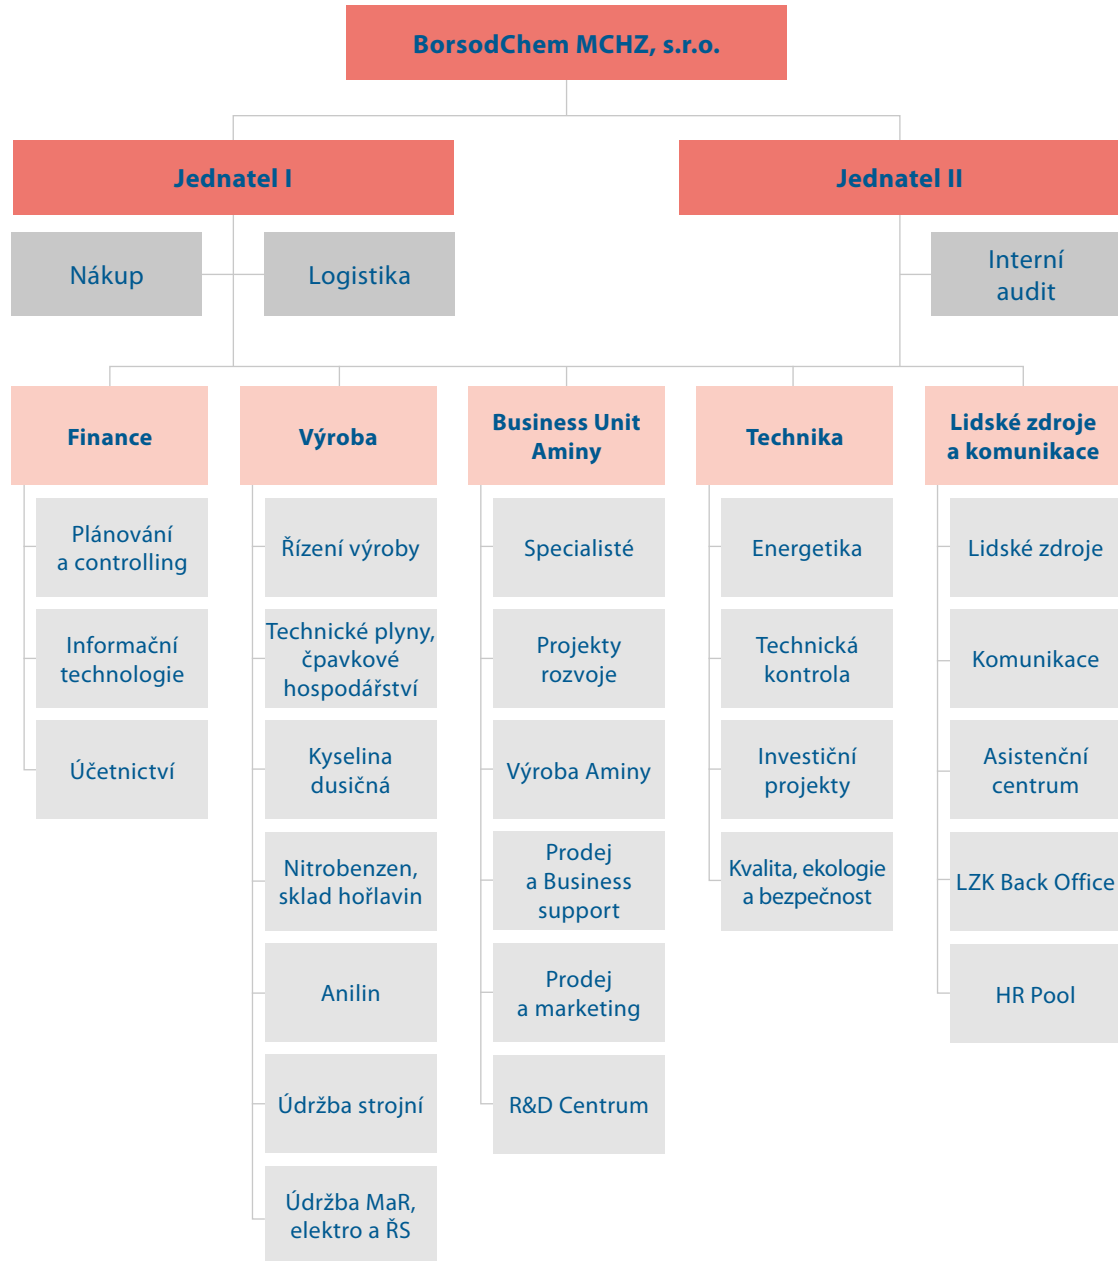 BorsodChem MCHZ, s.r.o.
Jednatel I
Jednatel II
Nákup
Logistika
Interní
audit
Finance
Výroba
Business Unit
Aminy
Technika
Lidské zdroje
a komunikace
Plánování
a controlling
Informační
technologie
Účetnictví
Řízení výroby
Technické plyny,
čpavkové
hospodářství
Kyselina
dusičná
Nitrobenzen,
sklad hořlavin
Anilin
Údržba strojní
Údržba MaR,
elektro a ŘS
Specialisté
Projekty
rozvoje
Výroba Aminy
Prodej
a Business
support
Prodej
a marketing
R&D Centrum
Energetika
Technická
kontrola
Investiční
projekty
Kvalita, ekologie
a bezpečnost
Lidské zdroje
Komunikace
Asistenční
centrum
LZK Back Office
HR Pool